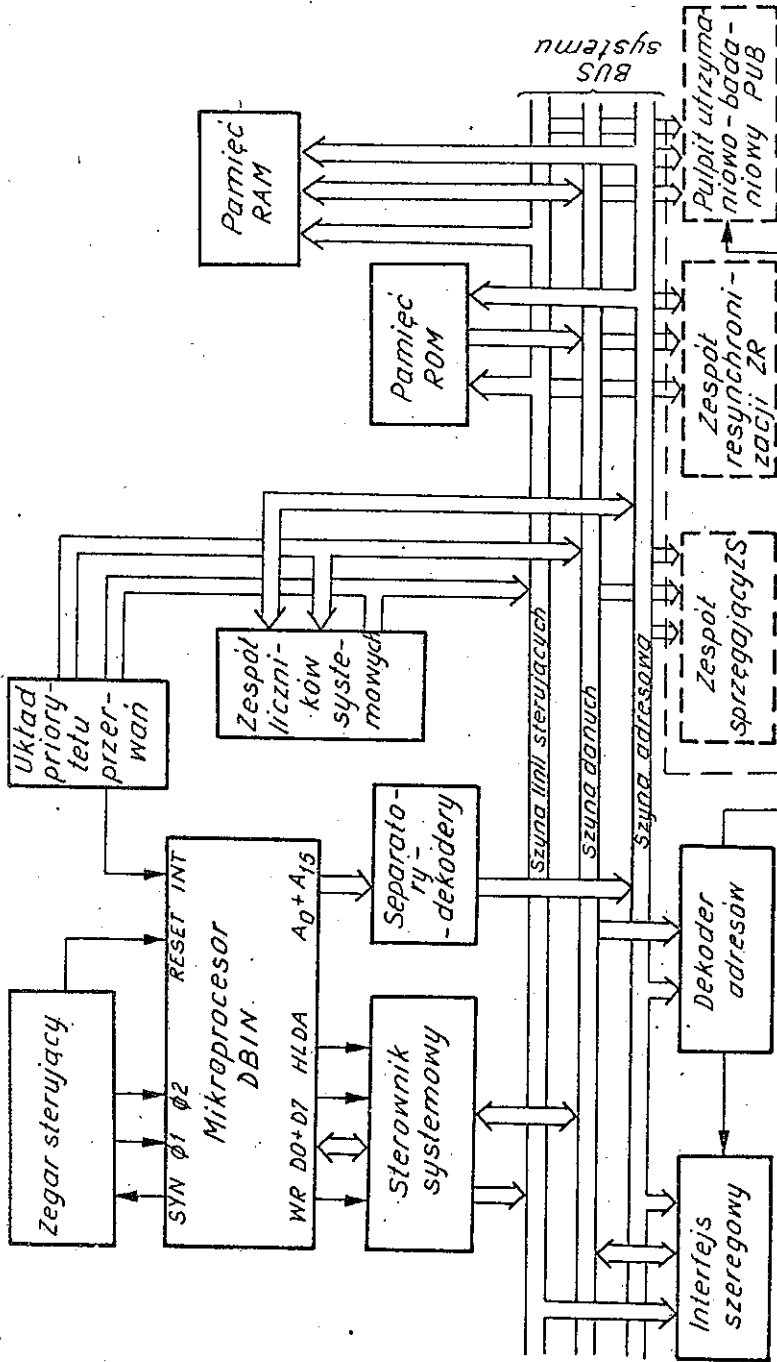 Zegar sterujący
Układ
priory-
tetu
przer-
wań
SYN ϕ1 ϕ2
RESET INT
Mikroprocesor
DBIN
WR D0÷D7 HLDA
A0÷A15
Sterownik
systemowy
Separato-
ry-
-dekodery
Zespół
liczni-
ków
syste-
mowych
Pamięć
ROM
Pamięć
RAM
Szyna linii sterujących
Szyna danych
Szyna adresowa
BUS
systemu
Interfejs
szeregowy
Dekoder
adresów
Zespół
sprzęgający ZS
Zespół
resynchroni-
zacji ZR
Pulpit utrzyma-
niowo-bada-
niowy PUB